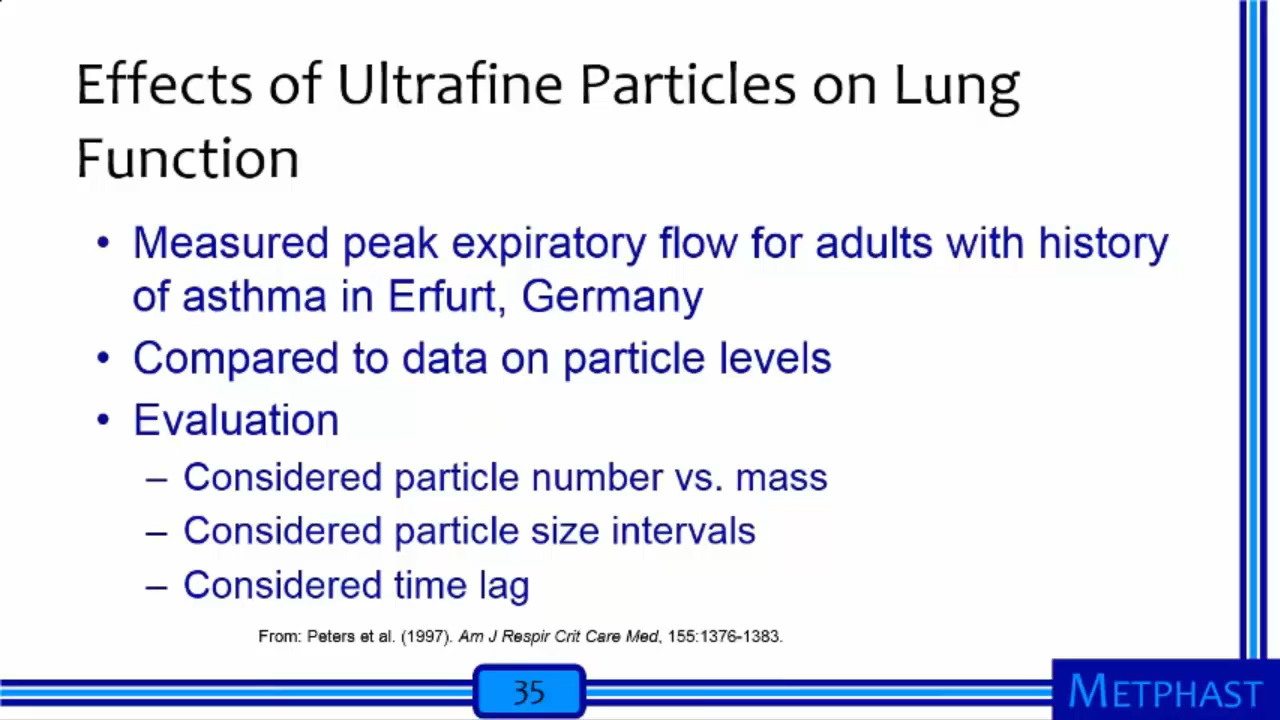 Effects of Ultrafine Particles on Lung
Function
• Measured peak expiratory flow for adults with history
of asthma in Erfurt, Germany
• Compared to data on particle levels
• Evaluation
– Considered particle number vs. mass
– Considered particle size intervals
– Considered time lag
From: Peters et al. (1997). Am J Respir Crit Care Med, 155:1376-1383.
35
METPHAST